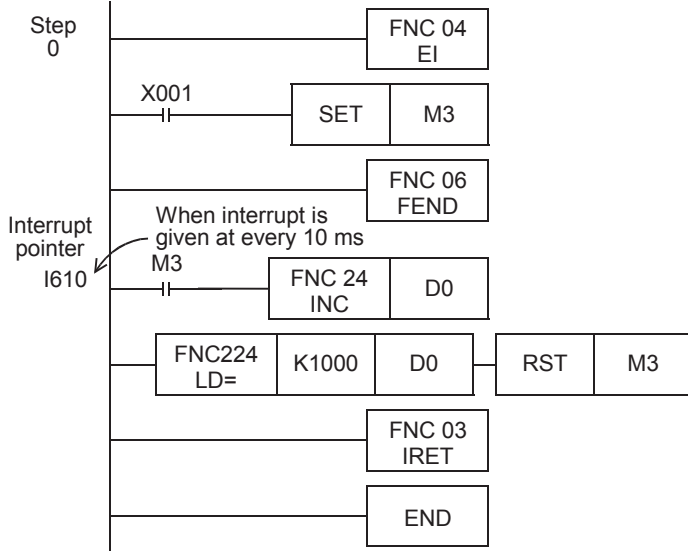 Step
0
FNC 04
EI
X001
SET
M3
FNC 06
FEND
Interrupt
pointer
I610
When interrupt is
given at every 10 ms
M3
FNC 24
INC
D0
FNC224
LD=
K1000
D0
RST
M3
FNC 03
IRET
END